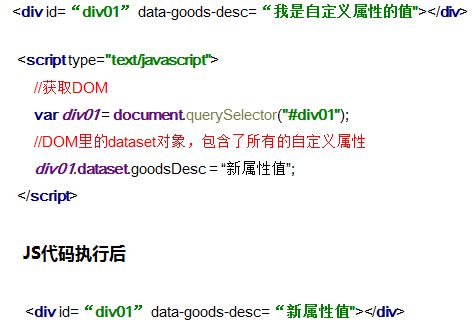 <div id=“div01” data-goods-desc=“我是自定义属性的值"></div>
<script type="text/javascript">
//获取DOM
var div01 = document.querySelector("#div01");
//DOM里的dataset对象，包含了所有的自定义属性
div01.dataset.goodsDesc = “新属性值”;
</script>
JS代码执行后
<div id=“div01” data-goods-desc=“新属性值"></div>